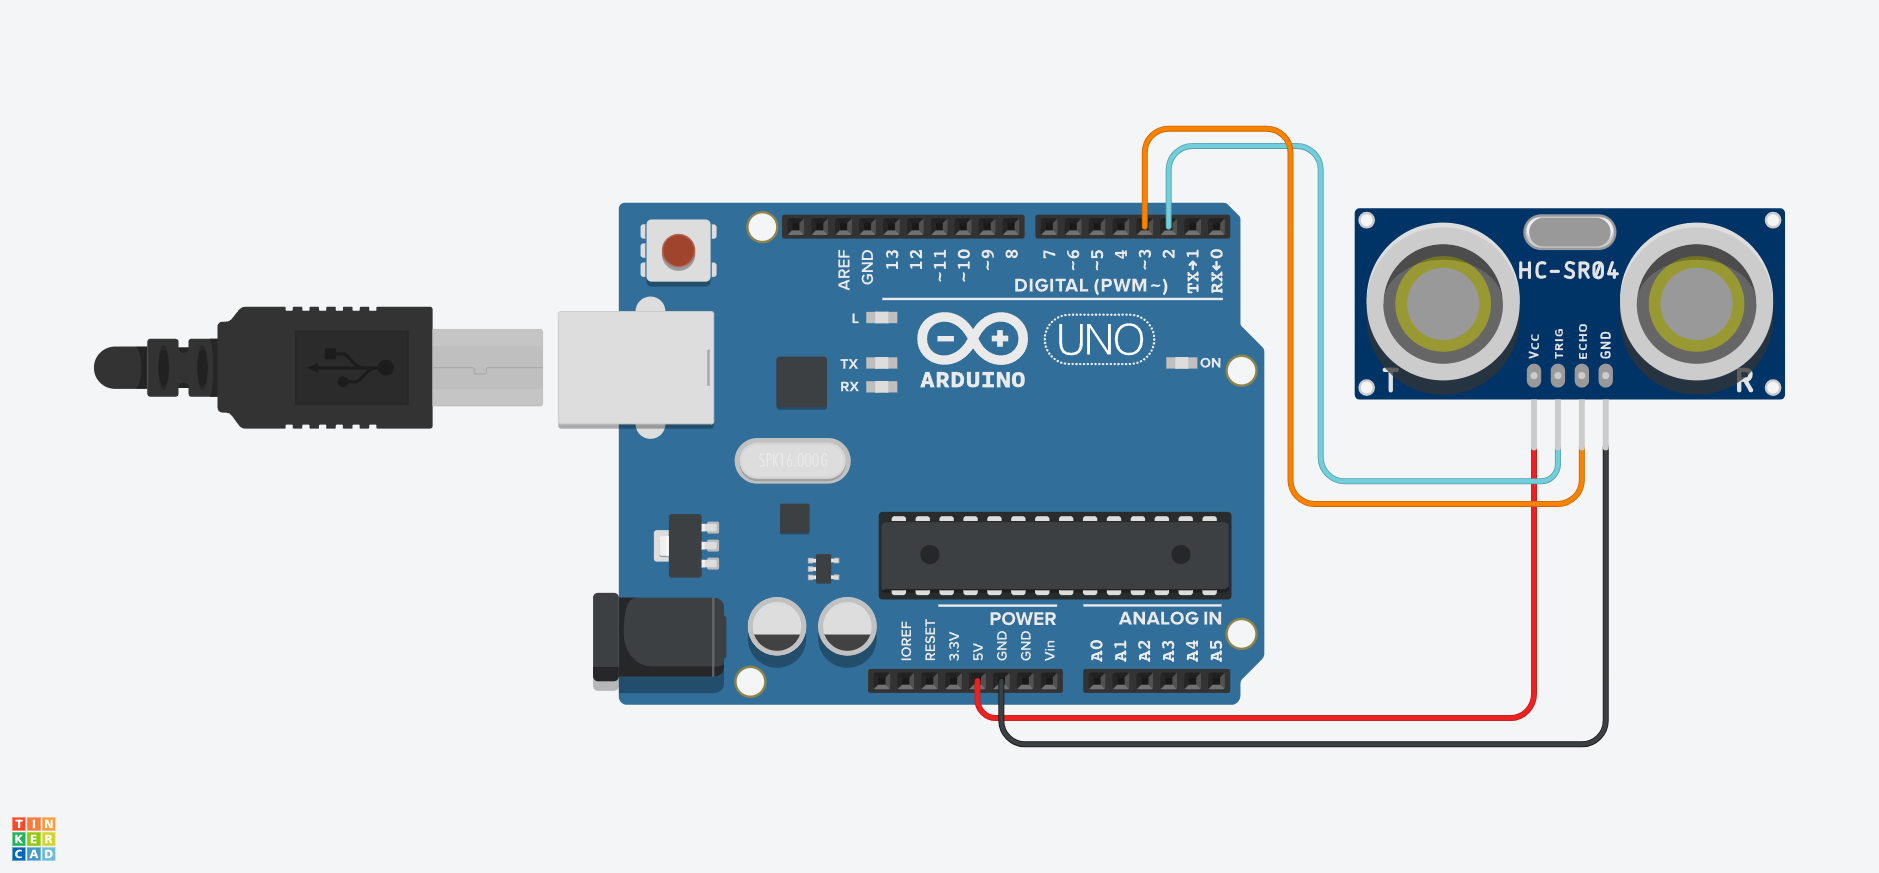 AREF
GND
13
12
~11
~10
~9
8
7
~6
~5
4
~3
2
TX→1
RX←0
DIGITAL (PWM~)
L
TX
RX
ARDUINO
UNO
ON
SPK16.000G
POWER
ANALOG IN
IOREF
RESET
3.3V
5V
GND
GND
Vin
A0
A1
A2
A3
A4
A5
HC-SR04
VCC
TRIG
ECHO
GND
T
R
TIN
KER
CAD